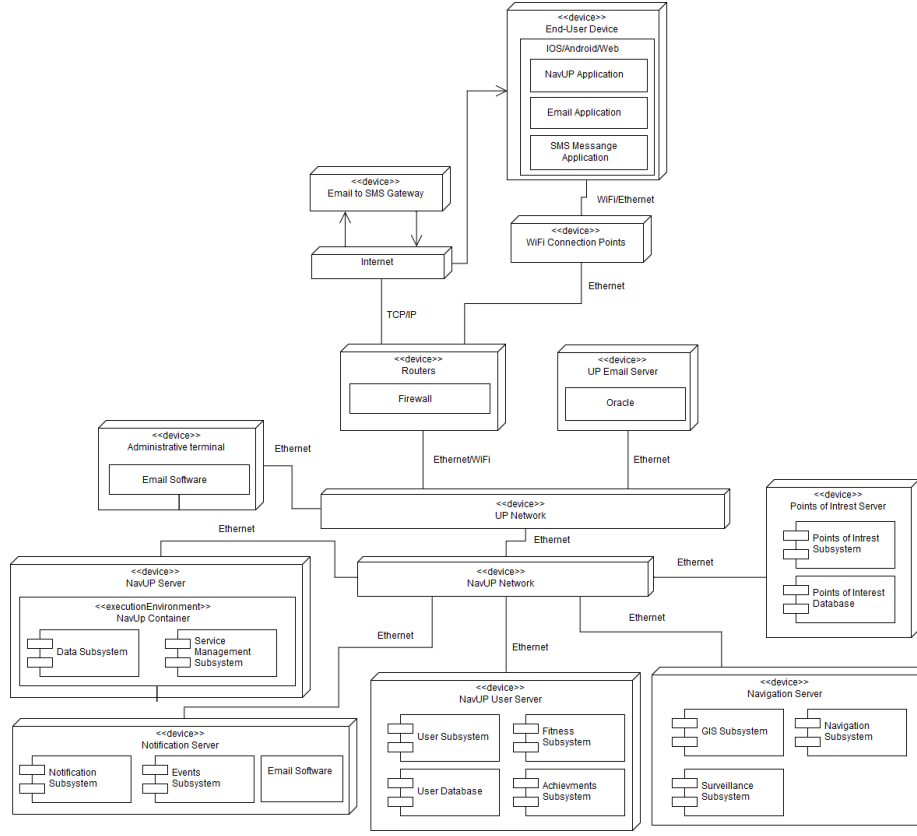 <<device>>
End-User Device
IOS/Android/Web
NavUP Application
Email Application
SMS Messange
Application
<<device>>
Email to SMS Gateway
WiFi/Ethernet
<<device>>
WiFi Connection Points
Internet
Ethernet
TCP/IP
<<device>>
Routers
Firewall
<<device>>
UP Email Server
Oracle
<<device>>
Administrative terminal
Email Software
Ethernet
Ethernet/WiFi
Ethernet
<<device>>
UP Network
<<device>>
Points of Intrest Server
Points of Intrest
Subsystem
Points of Interest
Database
Ethernet
Ethernet
<<device>>
NavUP Network
Ethernet
<<device>>
NavUP Server
<<executionEnvironment>>
NavUp Container
Data Subsystem
Service
Management
Subsystem
Ethernet
Ethernet
Ethernet
<<device>>
Notification Server
Notification
Subsystem
Events
Subsystem
Email Software
<<device>>
NavUP User Server
User Subsystem
Fitness
Subsystem
User Database
Achievments
Subsystem
<<device>>
Navigation Server
GIS Subsystem
Navigation
Subsystem
Surveillance
Subsystem